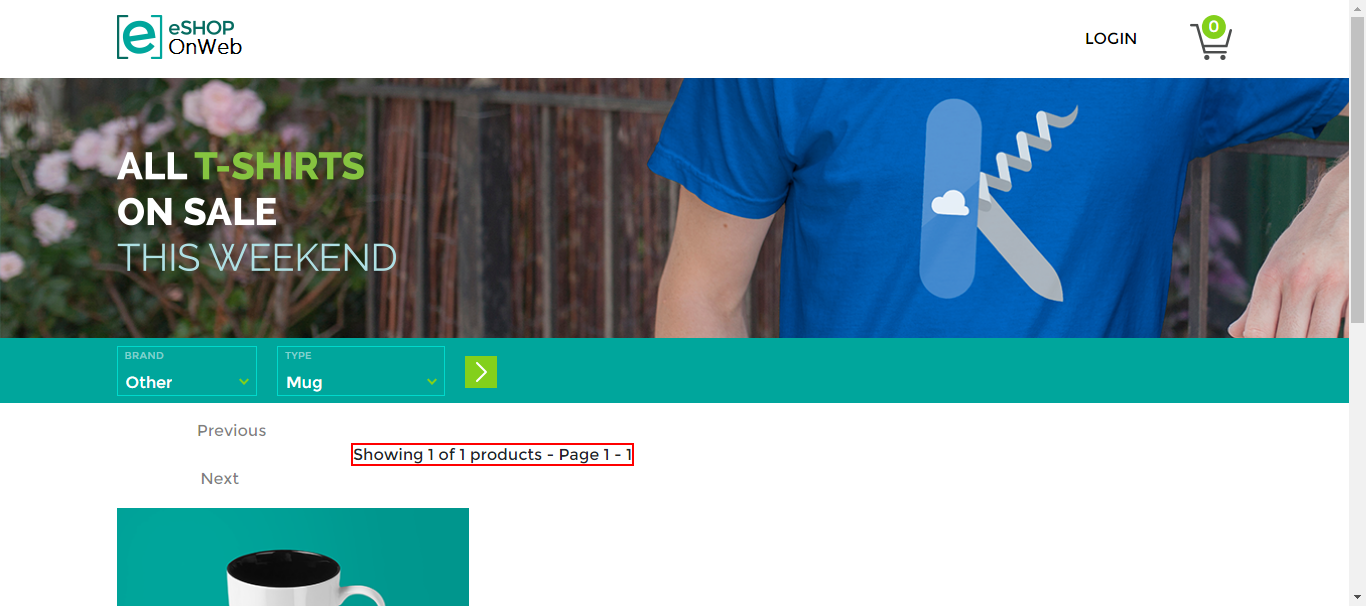 eSHOP
OnWeb
LOGIN
0
ALL T-SHIRTS
ON SALE
THIS WEEKEND
BRAND
Other
TYPE
Mug
Previous
Showing 1 of 1 products - Page 1 - 1
Next